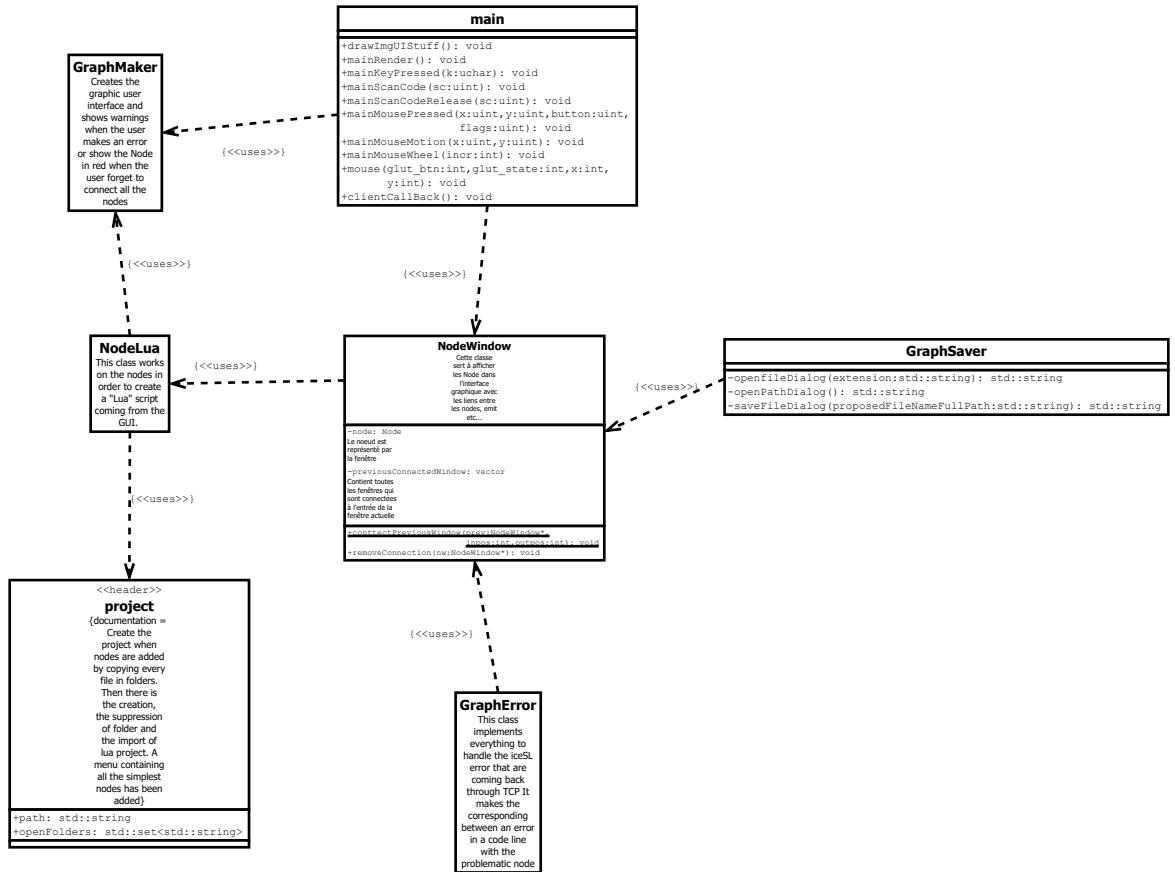 main
+drawImgUIStuff(): void
+mainRender(): void
+mainKeyPressed(k:uchar): void
+mainScanCode(sc:uint): void
+mainScanCodeRelease(sc:uint): void
+mainMousePressed(x:uint,y:uint,button:uint,
flags:uint): void
+mainMouseMotion(x:uint,y:uint): void
+mainMouseWheel(incr:int): void
+mouse(glut_btn:int,glut_state:int,x:int,
y:int): void
+clientCallBack(): void
GraphMaker
Creates the
graphic user
interface and
shows warnings
when the user
makes an error
or show the Node
in red when the
user forget to
connect all the
nodes
{<<uses>>}
{<<uses>>}
{<<uses>>}
NodeLua
This class works
on the nodes in
order to create
a "Lua" script
coming from the
GUI.
{<<uses>>}
NodeWindow
Cette classe
sert à afficher
les Node dans
l'interface
graphique avec
les liens entre
les nodes, emit
etc...
-node: Node
Le noeud est
représenté par
la fenêtre
-previousConnectedWindow: vector
Contient toutes
les fenêtres qui
sont connectées
à l'entrée de la
fenêtre actuelle
+conttectPreviousWindow(prev:NodeWindow*,
inpos:int,outpos:int): void
+removeConnection(nw:NodeWindow*): void
{<<uses>>}
GraphSaver
-openfileDialog(extension:std::string): std::string
-openPathDialog(): std::string
-saveFileDialog(proposedFileNameFullPath:std::string): std::string
{<<uses>>}
<<header>>
project
{documentation =
Create the
project when
nodes are added
by copying every
file in folders.
Then there is
the creation,
the suppression
of folder and
the import of
lua project. A
menu containing
all the simplest
nodes has been
added}
+path: std::string
+openFolders: std::set<std::string>
{<<uses>>}
GraphError
This class
implements
everything to
handle the iceSL
error that are
coming back
through TCP It
makes the
corresponding
between an error
in a code line
with the
problematic node